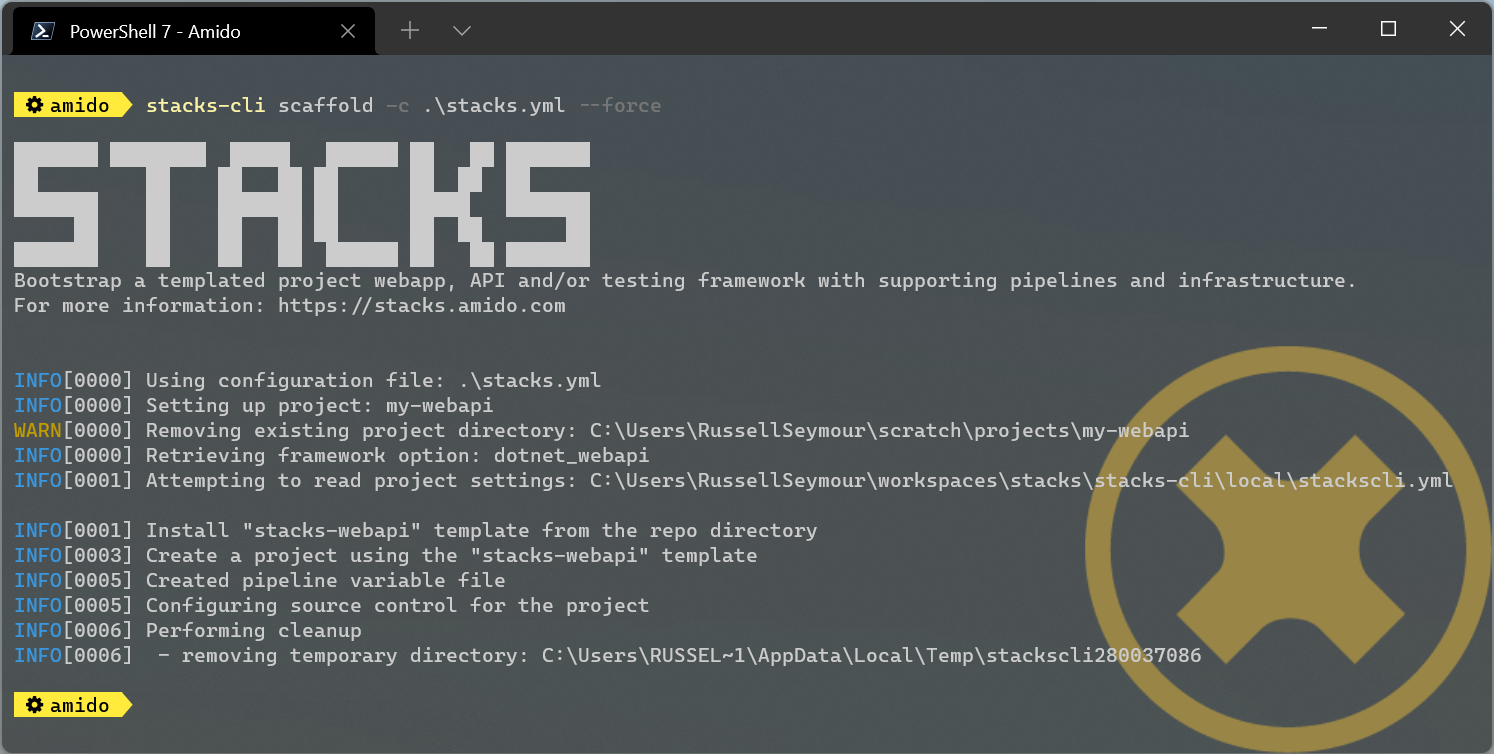 PowerShell 7 - Amido
amido stacks-cli scaffold -c .\stacks.yml --force
STACKS
Bootstrap a templated project webapp, API and/or testing framework with supporting pipelines and infrastructure.
For more information: https://stacks.amido.com
INFO[0000] Using configuration file: .\stacks.yml
INFO[0000] Setting up project: my-webapi
WARN[0000] Removing existing project directory: C:\Users\RussellSeymour\scratch\projects\my-webapi
INFO[0000] Retrieving framework option: dotnet_webapi
INFO[0001] Attempting to read project settings: C:\Users\RussellSeymour\workspaces\stacks\stacks-cli\local\stackscli.yml
INFO[0001] Install "stacks-webapi" template from the repo directory
INFO[0003] Create a project using the "stacks-webapi" template
INFO[0005] Created pipeline variable file
INFO[0005] Configuring source control for the project
INFO[0006] Performing cleanup
INFO[0006]  - removing temporary directory: C:\Users\RUSSEL~1\AppData\Local\Temp\stackscli280037086
amido